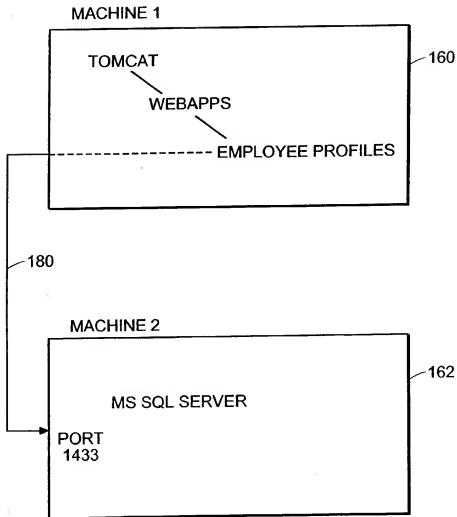 MACHINE 1
TOMCAT
160
WEBAPPS
EMPLOYEE PROFILES
180
MACHINE 2
162
MS SQL SERVER
PORT
1433